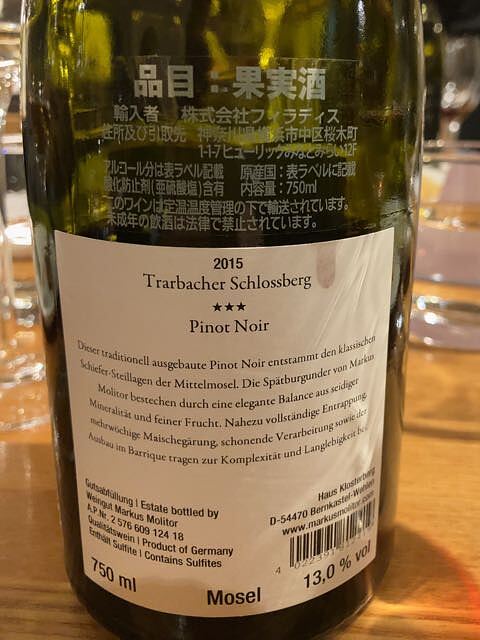 品目：果実酒
輸入者 株式会社フィラディス
住所及び引取先 神奈川県横浜市中区桜木町
1-1-7ヒューリックみなとみらい12F
アルコール分は表ラベル記載 原産国：表ラベルに記載
酸化防止剤(亜硫酸塩)含有 内容量：750ml
このワインは定温温度管理の下で輸送されています。
未成年の飲酒は法律で禁止されています。
2015
Trarbacher Schlossberg
★★★
Pinot Noir
Dieser traditionell ausgebaute Pinot Noir entstammt den klassischen
Schiefer-Steillagen der Mittelmosel. Die Spätburgunder von Markus
Molitor bestechen durch eine elegante Balance aus seidiger
Mineralität und feiner Frucht. Nahezu vollständige Entrappung,
mehrwöchige Maischegärung, schonende Verarbeitung sowie der
Ausbau im Barrique tragen zur Komplexität und Langlebigkeit bei.
Gutsabfüllung | Estate bottled by
Weingut Markus Molitor
A.P.Nr. 2 576 609 124 18
Qualitätswein | Product of Germany
Enthält Sulfite | Contains Sulfites
Haus Klosterberg
D-54470 Bernkastel-Wehlen
www.markusmolitor.com
750 ml
Mosel
13,0 % vol